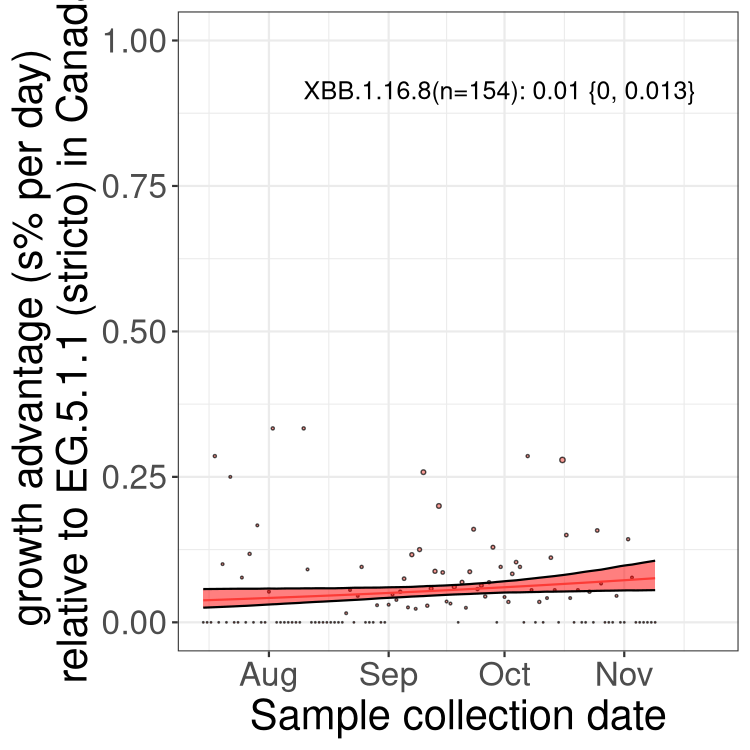 growth advantage (s% per day)
relative to EG.5.1.1 (stricto) in Canada
1.00
XBB.1.16.8(n=154): 0.01 {0, 0.013}
0.75
0.50
0.25
0.00
Aug Sep Oct Nov
Sample collection date